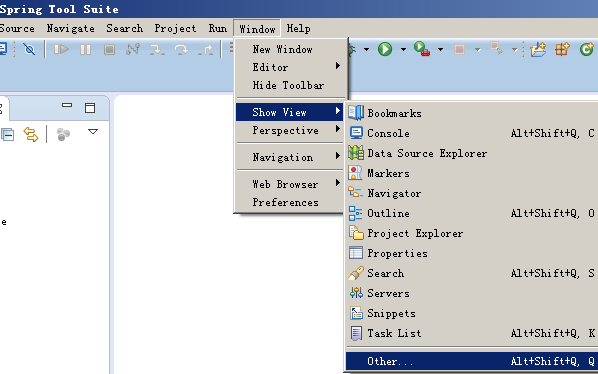 Spring Tool Suite
Source Navigate Search Project Run Window Help
New Window
Editor
Hide Toolbar
Show View
Perspective
Navigation
Web Browser
Preferences
Bookmarks
Console Alt+Shift+Q, C
Data Source Explorer
Markers
Navigator
Outline Alt+Shift+Q, O
Project Explorer
Properties
Search Alt+Shift+Q, S
Servers
Snippets
Task List Alt+Shift+Q, K
Other... Alt+Shift+Q, Q
e